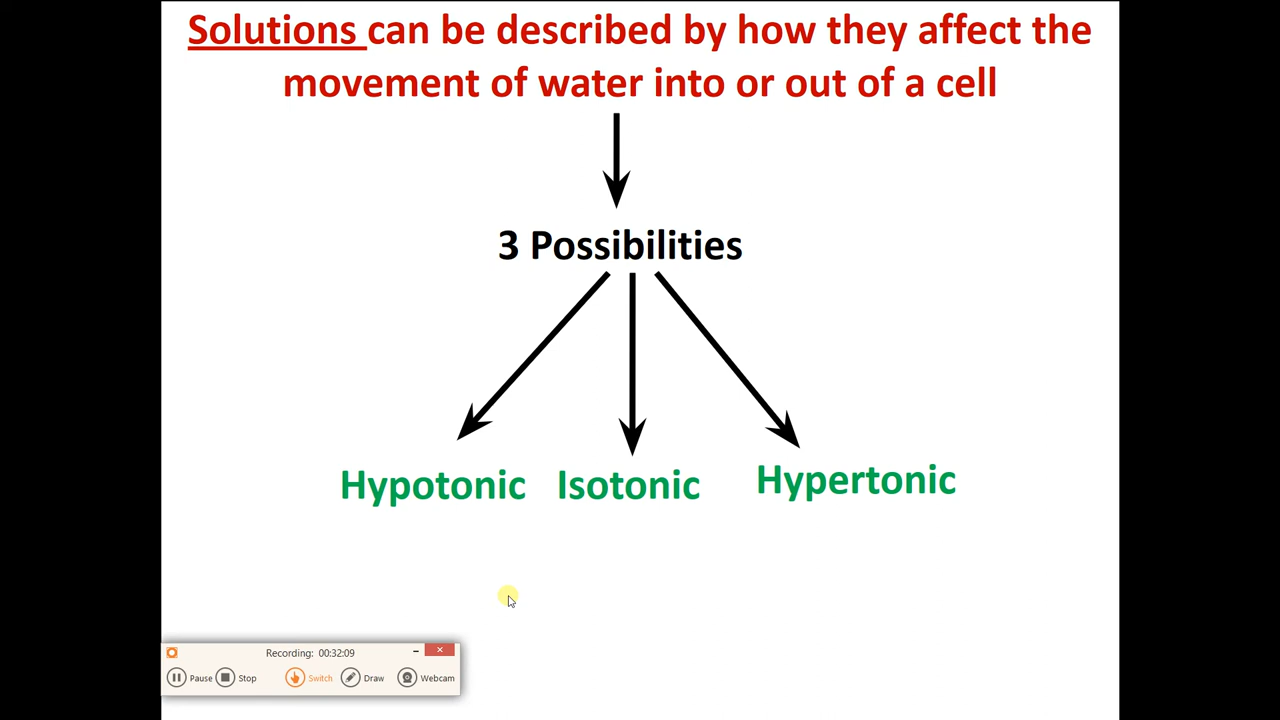 Solutions can be described by how they affect the
movement of water into or out of a cell
3 Possibilities
Hypotonic Isotonic Hypertonic
Recording: 00:32:09
Pause Stop Switch Draw Webcam